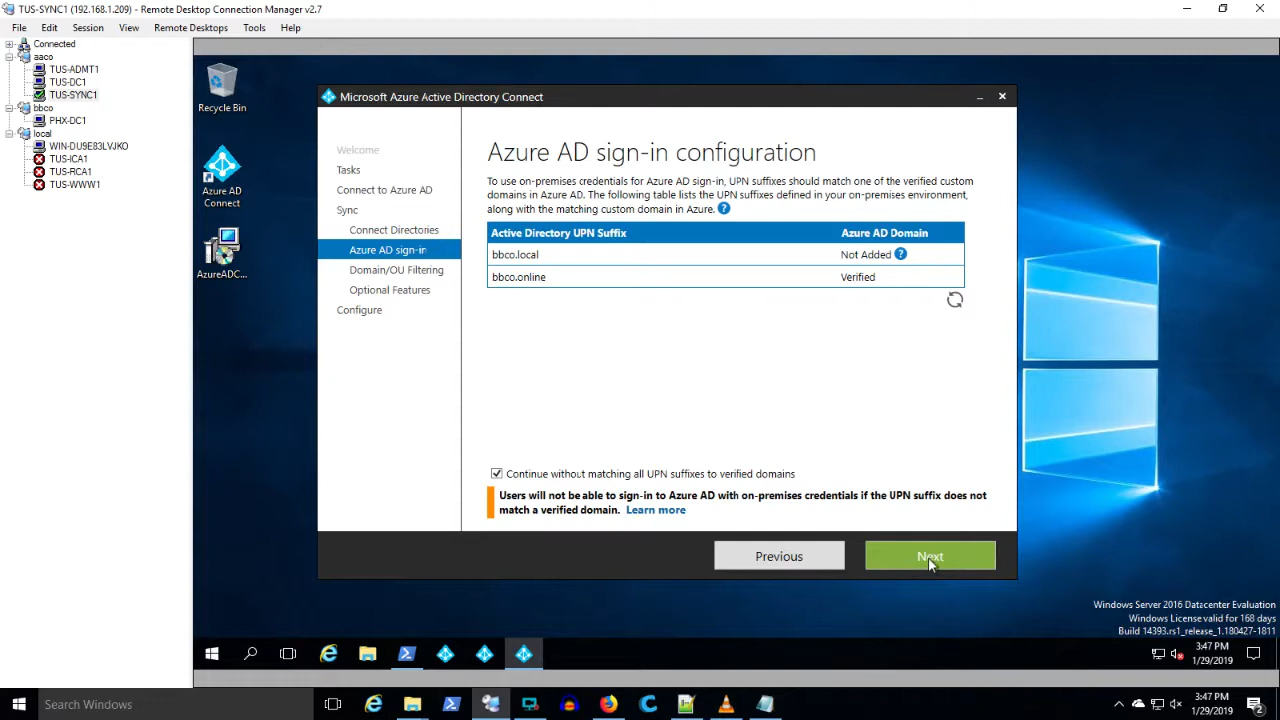 TUS-SYNC1 (192.168.1.209) - Remote Desktop Connection Manager v2.7
File Edit Session View Remote Desktops Tools Help
Connected
aaco
TUS-ADMT1
TUS-DC1
TUS-SYNC1
bbco
PHX-DC1
local
WIN-DU9E83LVJKO
TUS-ICA1
TUS-RCA1
TUS-WWW1
Recycle Bin
Azure AD
Connect
AzureADC...
Microsoft Azure Active Directory Connect
Welcome
Tasks
Connect to Azure AD
Sync
Connect Directories
Azure AD sign-in
Domain/OU Filtering
Optional Features
Configure
Azure AD sign-in configuration
To use on-premises credentials for Azure AD sign-in, UPN suffixes should match one of the verified custom
domains in Azure AD. The following table lists the UPN suffixes defined in your on-premises environment,
along with the matching custom domain in Azure. ?
Active Directory UPN Suffix Azure AD Domain
bbco.local Not Added ?
bbco.online Verified
Continue without matching all UPN suffixes to verified domains
Users will not be able to sign-in to Azure AD with on-premises credentials if the UPN suffix does not
match a verified domain. Learn more
Previous Next
Windows Server 2016 Datacenter Evaluation
Windows License valid for 168 days
Build 14393.rs1_release_1.180427-1811
3:47 PM
1/29/2019
Search Windows
3:47 PM
1/29/2019
2